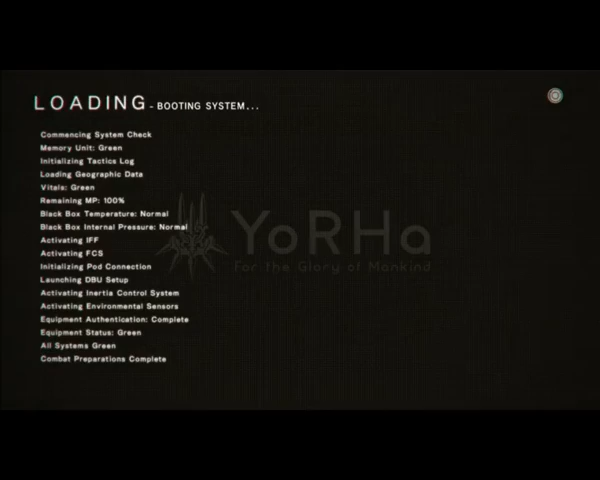 LOADING - BOOTING SYSTEM...
Commencing System Check
Memory Unit: Green
Initializing Tactics Log
Loading Geographic Data
Vitals: Green
Remaining MP: 100%
Black Box Temperature: Normal
Black Box Internal Pressure: Normal
Activating IFF
Activating FCS
Initializing Pod Connection
Launching DBU Setup
Activating Inertia Control System
Activating Environmental Sensors
Equipment Authentication: Complete
Equipment Status: Green
All Systems Green
Combat Preparations Complete
YoRHa
For the Glory of Mankind